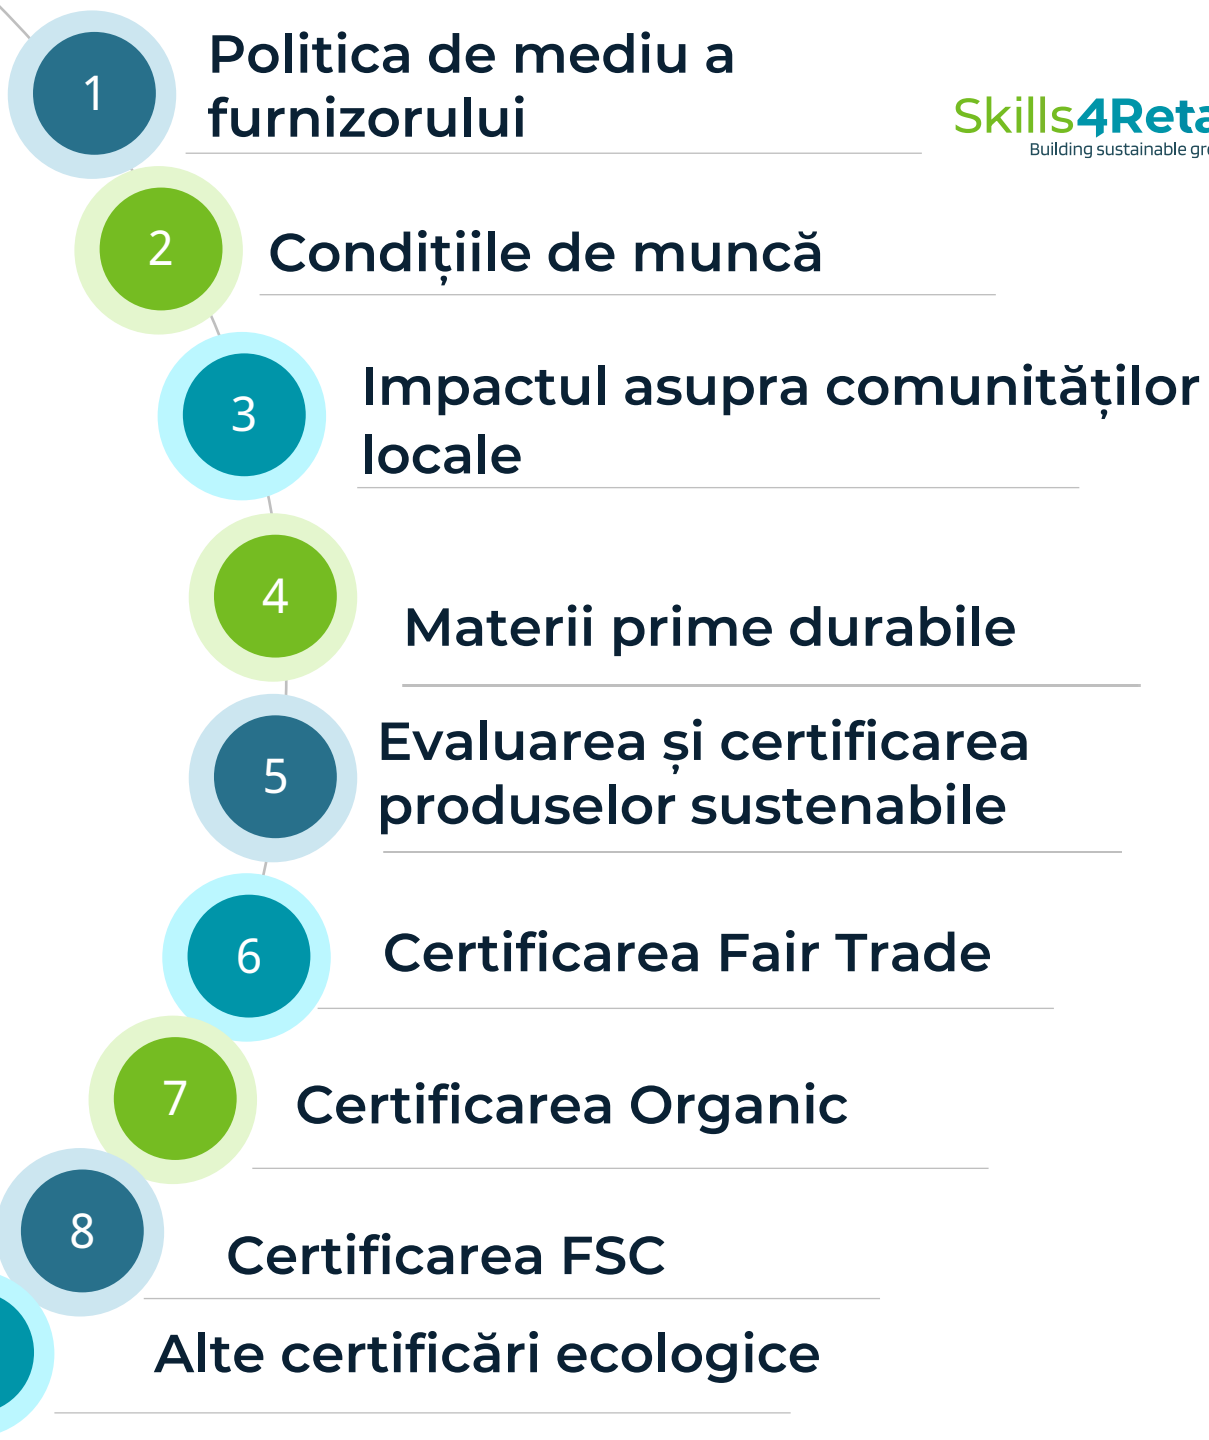 1
Politica de mediu a
furnizorului
Building sustainable
2
Condițiile de muncă
3
Impactul asupra comunităților
locale
4
Materii prime durabile
5
Evaluarea și certificarea
produselor sustenabile
6
Certificarea Fair Trade
7
Certificarea Organic
8
Certificarea FSC
Alte certificări ecologice